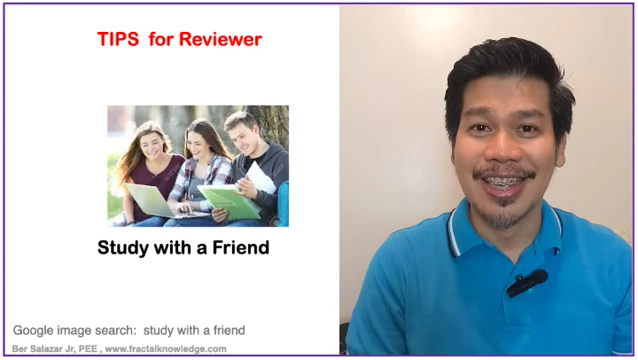 TIPS for Reviewer
Study with a Friend
Google image search: study with a friend
Ber Salazar Jr, PEE , www.fractalknowledge.com